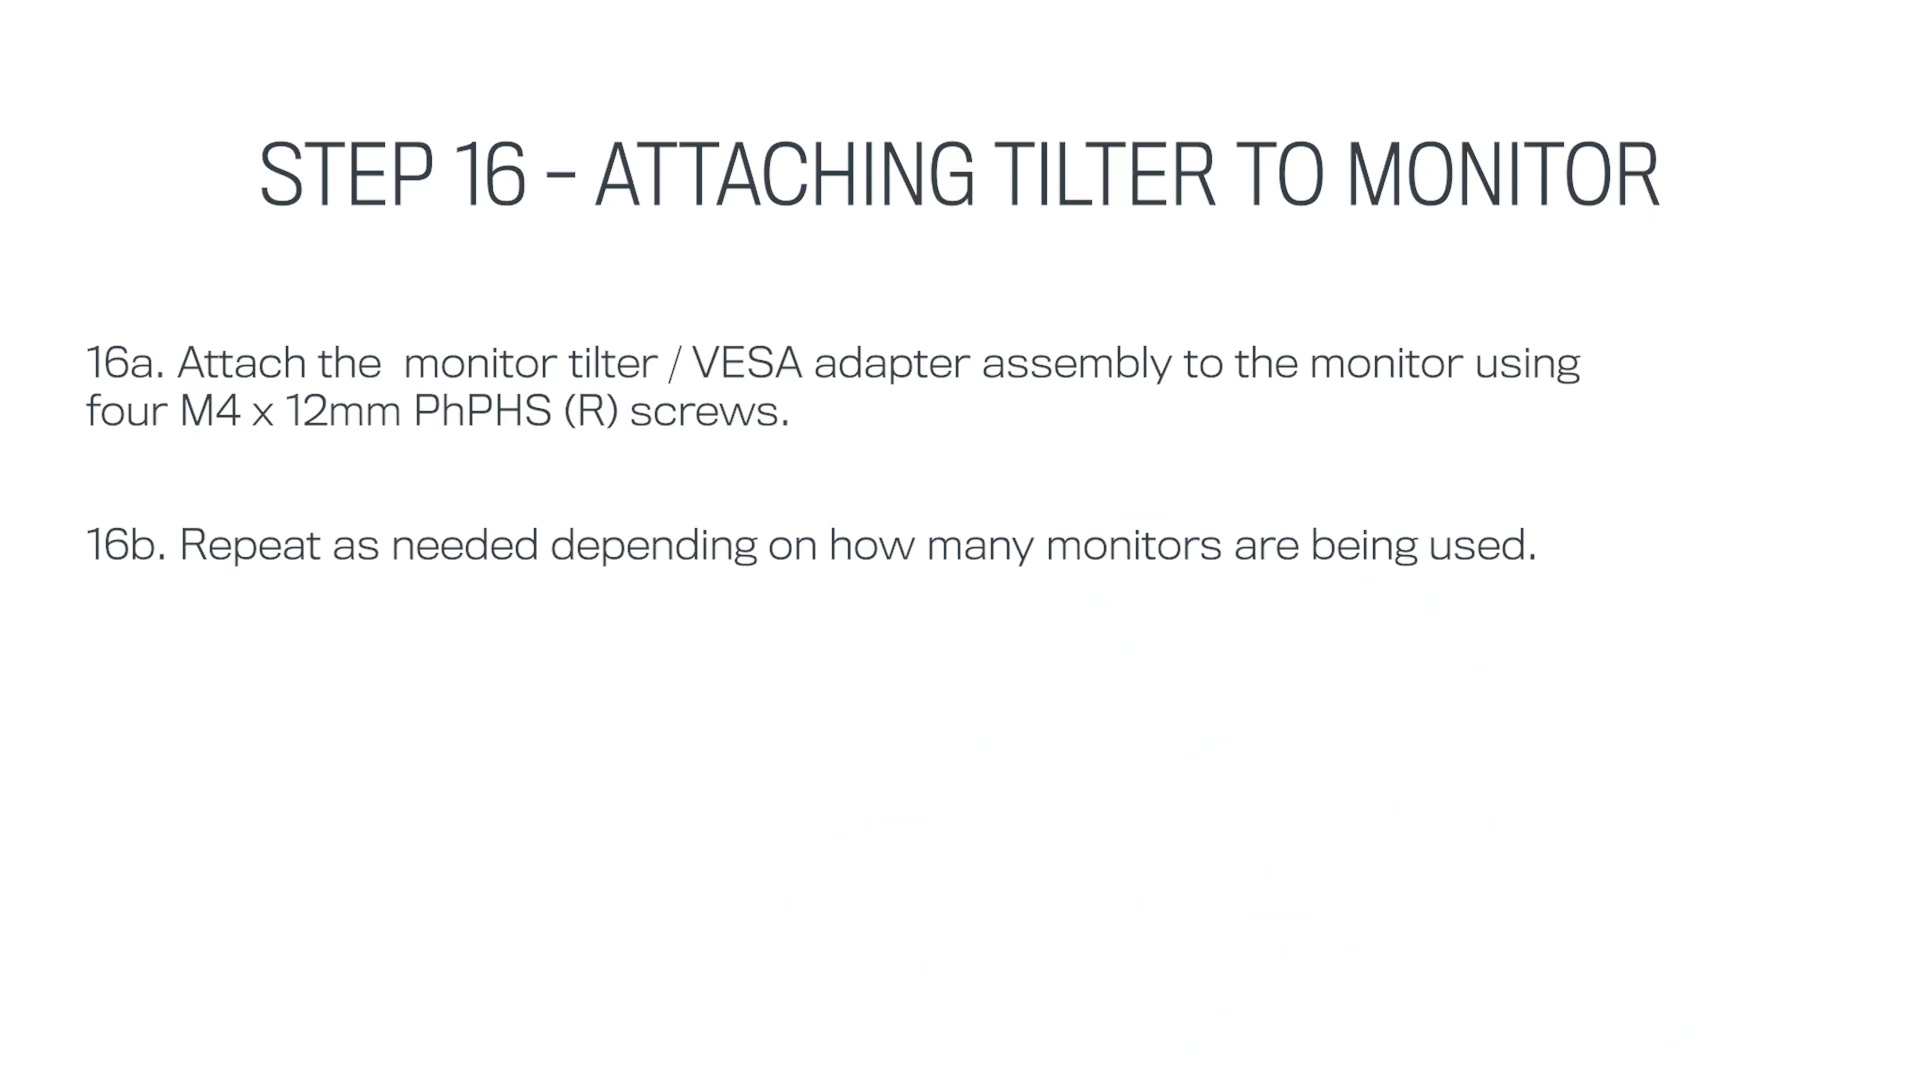 STEP 16 – ATTACHING TILTER TO MONITOR
16a. Attach the  monitor tilter / VESA adapter assembly to the monitor using
four M4 x 12mm PhPHS (R) screws.
16b. Repeat as needed depending on how many monitors are being used.